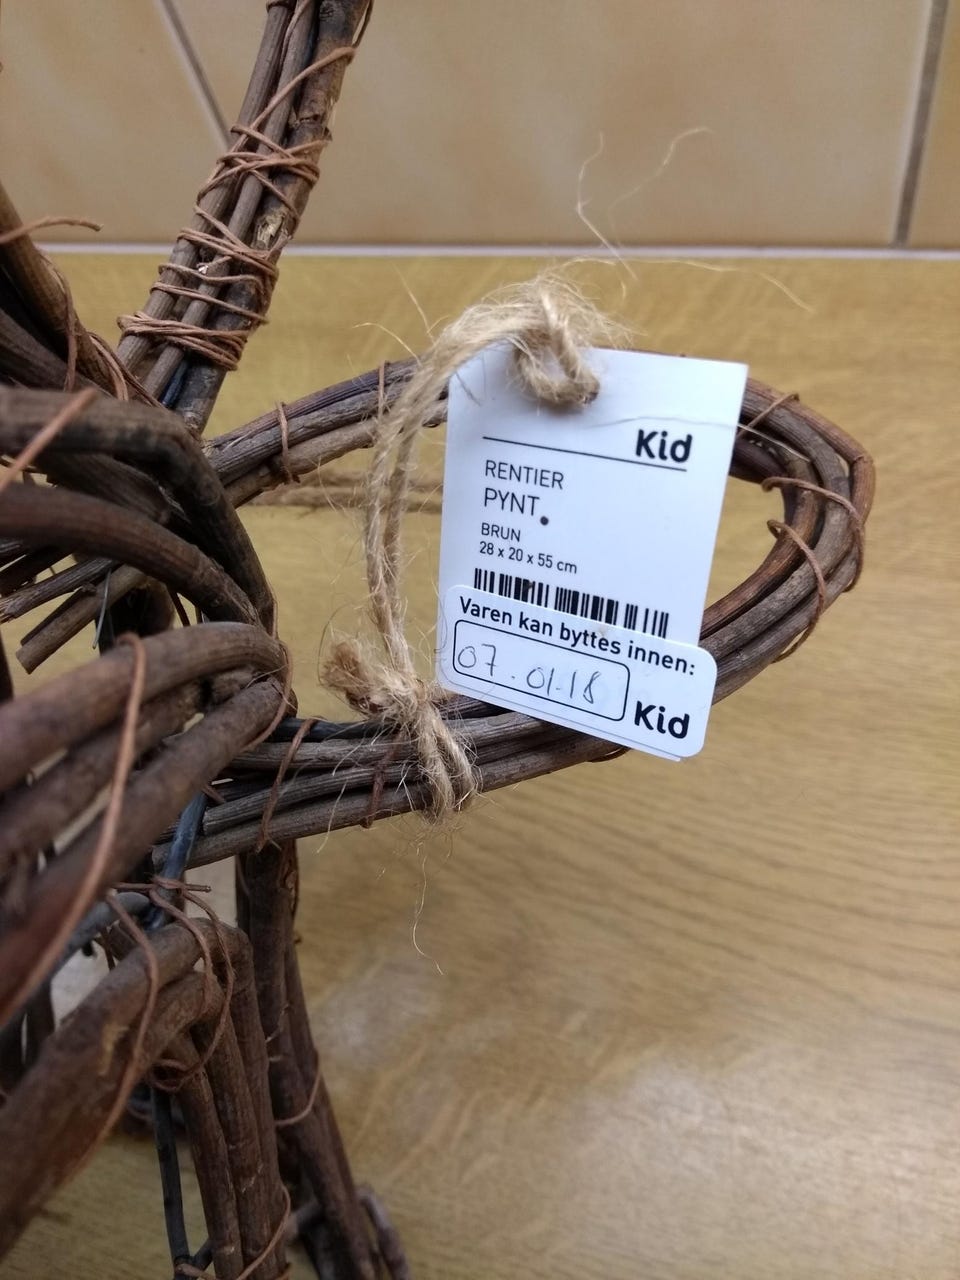 Kid
RENTIER
PYNT.
BRUN
28 x 20 x 55 cm
Varen kan byttes innen:
07.01.18
Kid